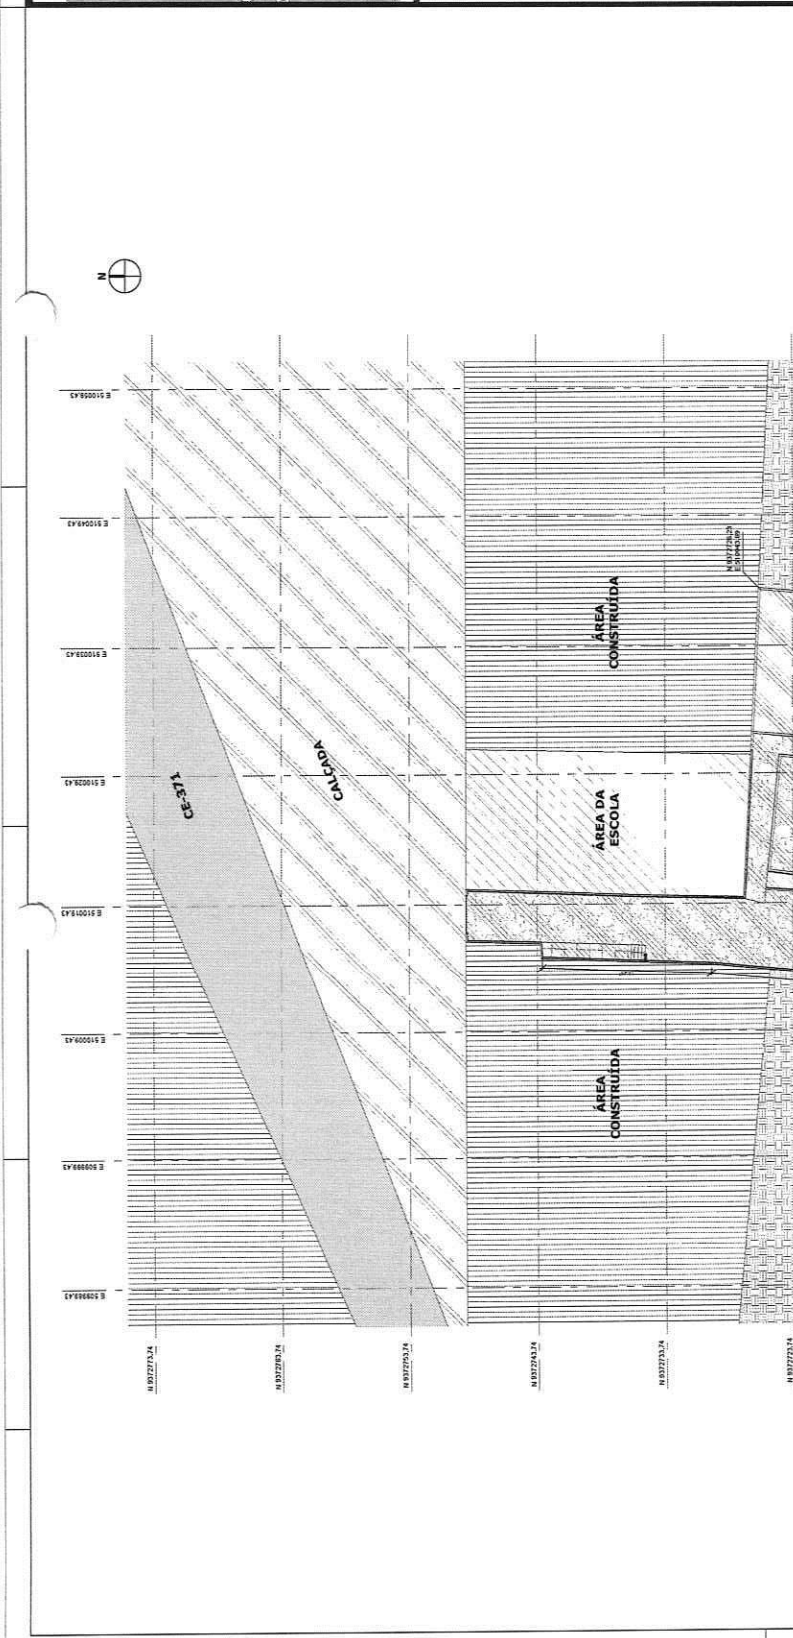 N
E 509989,43
E 509999,43
E 510009,43
E 510019,43
E 510029,43
E 510039,43
E 510049,43
E 510059,43
N 9372773,74
CE-371
N 9372763,74
CALÇADA
N 9372753,74
N 9372743,74
ÁREA
CONSTRUÍDA
ÁREA DA
ESCOLA
ÁREA
CONSTRUÍDA
N 9372733,74
N 9372723,74